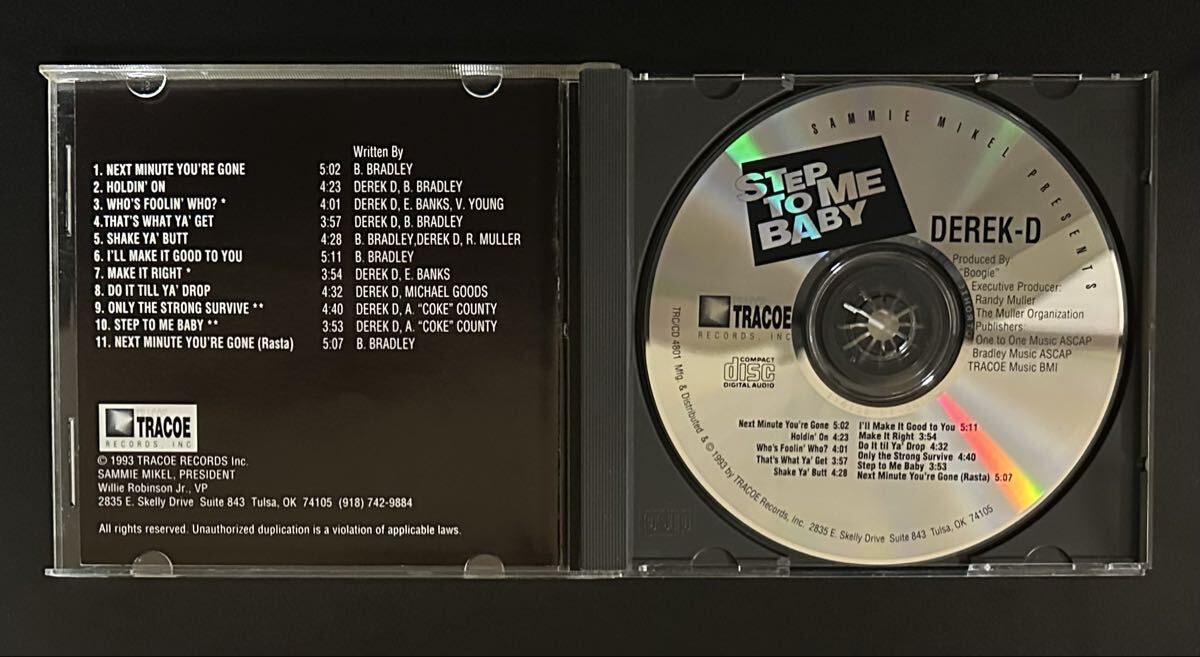 Written By
1. NEXT MINUTE YOU'RE GONE 5:02 B. BRADLEY
2. HOLDIN' ON 4:23 DEREK D, B. BRADLEY
3. WHO'S FOOLIN' WHO? * 4:01 DEREK D, E. BANKS, V. YOUNG
4.THAT'S WHAT YA' GET 3:57 DEREK D, B. BRADLEY
5. SHAKE YA' BUTT 4:28 B. BRADLEY,DEREK D, R. MULLER
6. I'LL MAKE IT GOOD TO YOU 5:11 B. BRADLEY
7. MAKE IT RIGHT * 3:54 DEREK D, E. BANKS
8. DO IT TILL YA' DROP 4:32 DEREK D, MICHAEL GOODS
9. ONLY THE STRONG SURVIVE ** 4:40 DEREK D, A. "COKE" COUNTY
10. STEP TO ME BABY ** 3:53 DEREK D, A. "COKE" COUNTY
11. NEXT MINUTE YOU'RE GONE (Rasta) 5:07 B. BRADLEY
TRACOE
RECORDS, INC
© 1993 TRACOE RECORDS Inc.
SAMMIE MIKEL, PRESIDENT
Willie Robinson Jr., VP
2835 E. Skelly Drive Suite 843 Tulsa, OK 74105 (918) 742-9884
All rights reserved. Unauthorized duplication is a violation of applicable laws.
SAMMIE MIKEL PRESENTS
STEP
TO ME
BABY
DEREK-D
Produced By:
"Boogie"
Executive Producer:
Randy Muller
The Muller Organization
Publishers:
One to One Music ASCAP
Bradley Music ASCAP
TRACOE Music BMI
TRACOE
RECORDS, INC
COMPACT
disc
DIGITAL AUDIO
Next Minute You're Gone 5:02
Holdin' On 4:23
Who's Foolin' Who? 4:01
That's What Ya' Get 3:57
Shake Ya' Butt 4:28
I'll Make It Good to You 5:11
Make It Right 3:54
Do It til Ya' Drop 4:32
Only the Strong Survive 4:40
Step to Me Baby 3:53
Next Minute You're Gone (Rasta) 5:07
TRC/CD 4801 Mfg. & Distributed & © 1993 by TRACOE Records, Inc. 2835 E. Skelly Drive Suite 843 Tulsa, OK 74105